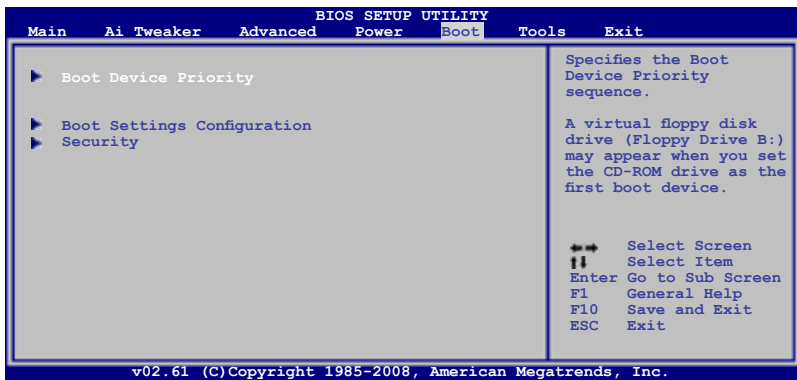 BIOS SETUP UTILITY
Main Ai Tweaker Advanced Power Boot Tools Exit
Boot Device Priority
Boot Settings Configuration
Security
Specifies the Boot
Device Priority
sequence.
A virtual floppy disk
drive (Floppy Drive B:)
may appear when you set
the CD-ROM drive as the
first boot device.
Select Screen
Select Item
Enter Go to Sub Screen
F1 General Help
F10 Save and Exit
ESC Exit
v02.61 (C)Copyright 1985-2008, American Megatrends, Inc.